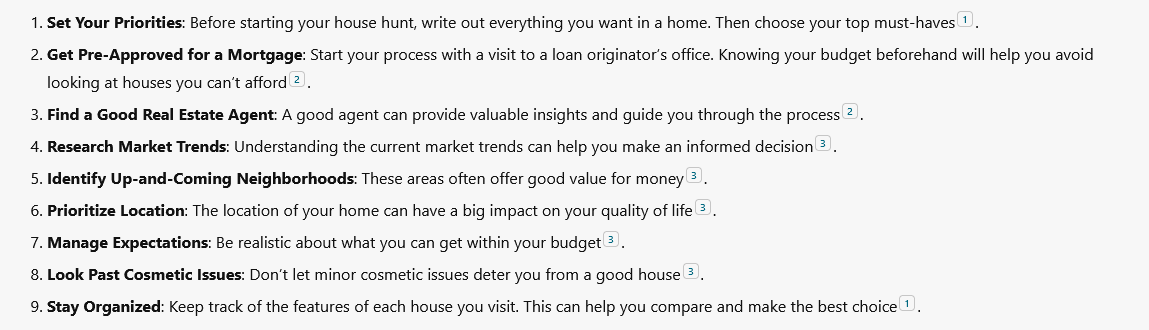 1. Set Your Priorities: Before starting your house hunt, write out everything you want in a home. Then choose your top must-haves 1 .
2. Get Pre-Approved for a Mortgage: Start your process with a visit to a loan originator’s office. Knowing your budget beforehand will help you avoid
looking at houses you can’t afford 2 .
3. Find a Good Real Estate Agent: A good agent can provide valuable insights and guide you through the process 2 .
4. Research Market Trends: Understanding the current market trends can help you make an informed decision 3 .
5. Identify Up-and-Coming Neighborhoods: These areas often offer good value for money 3 .
6. Prioritize Location: The location of your home can have a big impact on your quality of life 3 .
7. Manage Expectations: Be realistic about what you can get within your budget 3 .
8. Look Past Cosmetic Issues: Don’t let minor cosmetic issues deter you from a good house 3 .
9. Stay Organized: Keep track of the features of each house you visit. This can help you compare and make the best choice 1 .